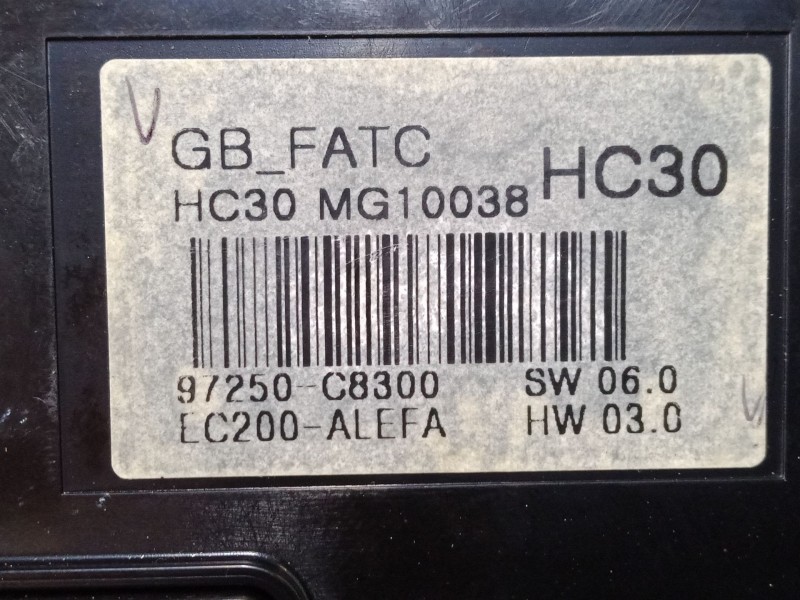 GB_FATC
HC30
HC30 MG10038
97250-C8300 SW 06.0
EC200-ALEFA HW 03.0